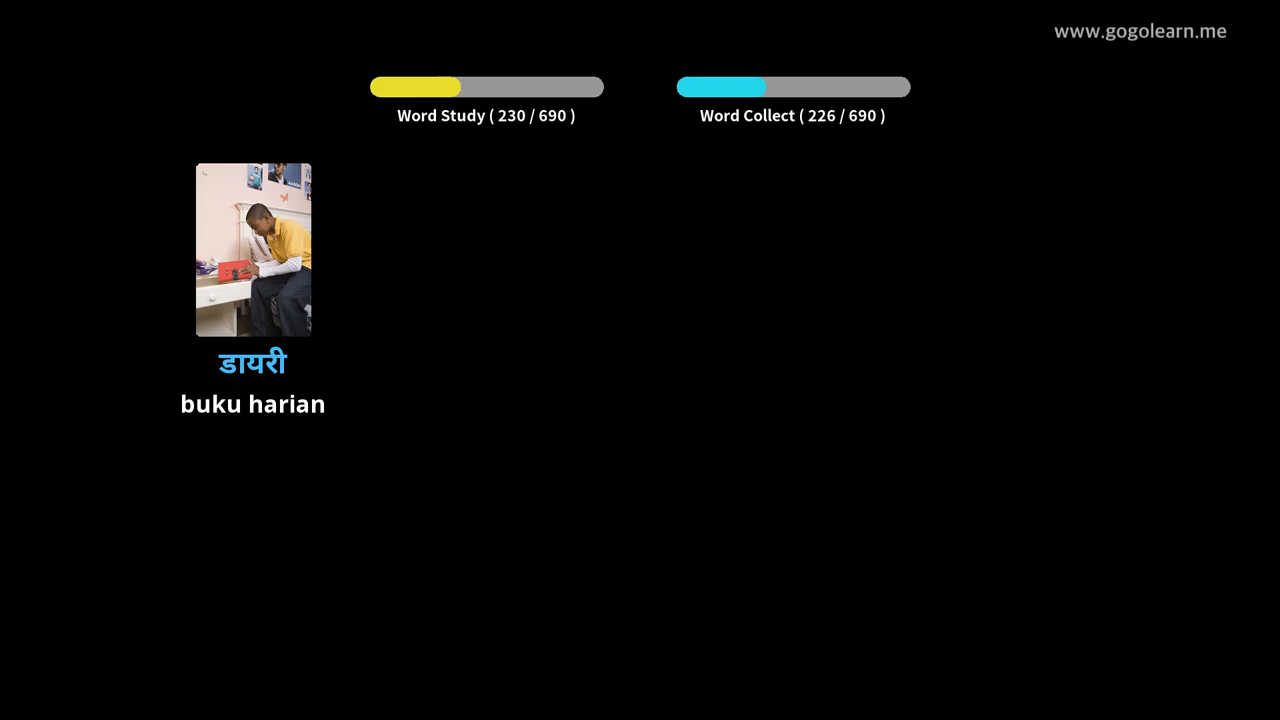 www.gogolearn.me
Word Study ( 230 / 690 )
Word Collect ( 226 / 690 )
डायरी
buku harian